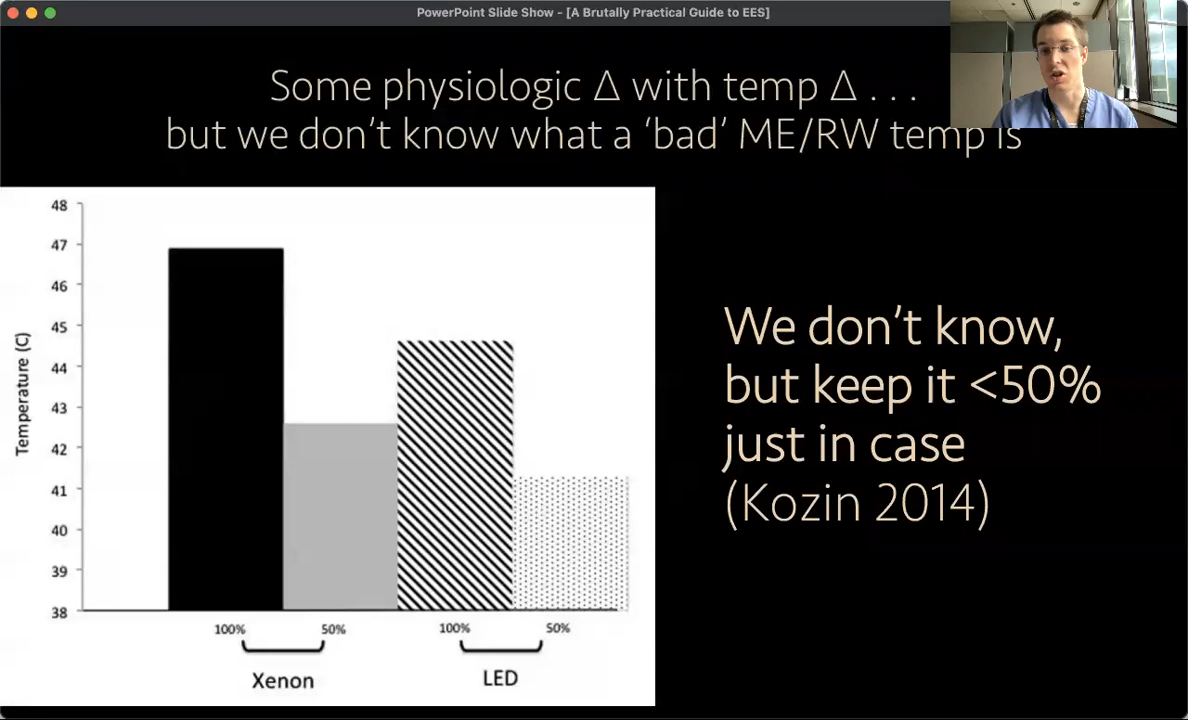 PowerPoint Slide Show - [A Brutally Practical Guide to EES]
Some physiologic Δ with temp Δ . . .
but we don’t know what a ‘bad’ ME/RW temp is
48
47
46
45
44
43
42
41
40
39
38
Temperature (C)
100% 50% 100% 50%
Xenon LED
We don’t know,
but keep it <50%
just in case
(Kozin 2014)